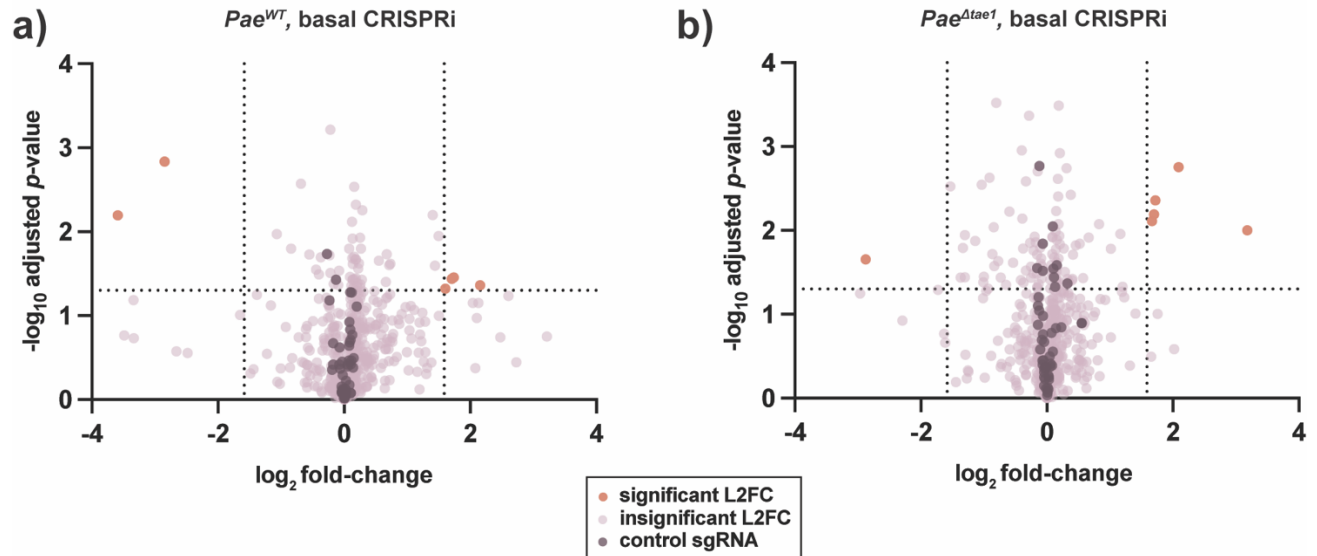 a)
Pae^WT, basal CRISPRi
4
3
2
1
0
-log10 adjusted p-value
-4
-2
0
2
4
log2 fold-change
b)
Pae^Δtae1, basal CRISPRi
4
3
2
1
0
-log10 adjusted p-value
-4
-2
0
2
4
log2 fold-change
significant L2FC
insignificant L2FC
control sgRNA